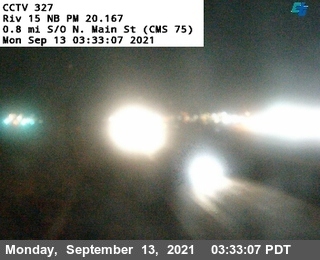 CCTV 327
Riv 15 NB PM 20.167
0.8 mi S/O N. Main St (CMS 75)
Mon Sep 13 03:33:07 2021
Monday, September 13, 2021 03:33:07 PDT